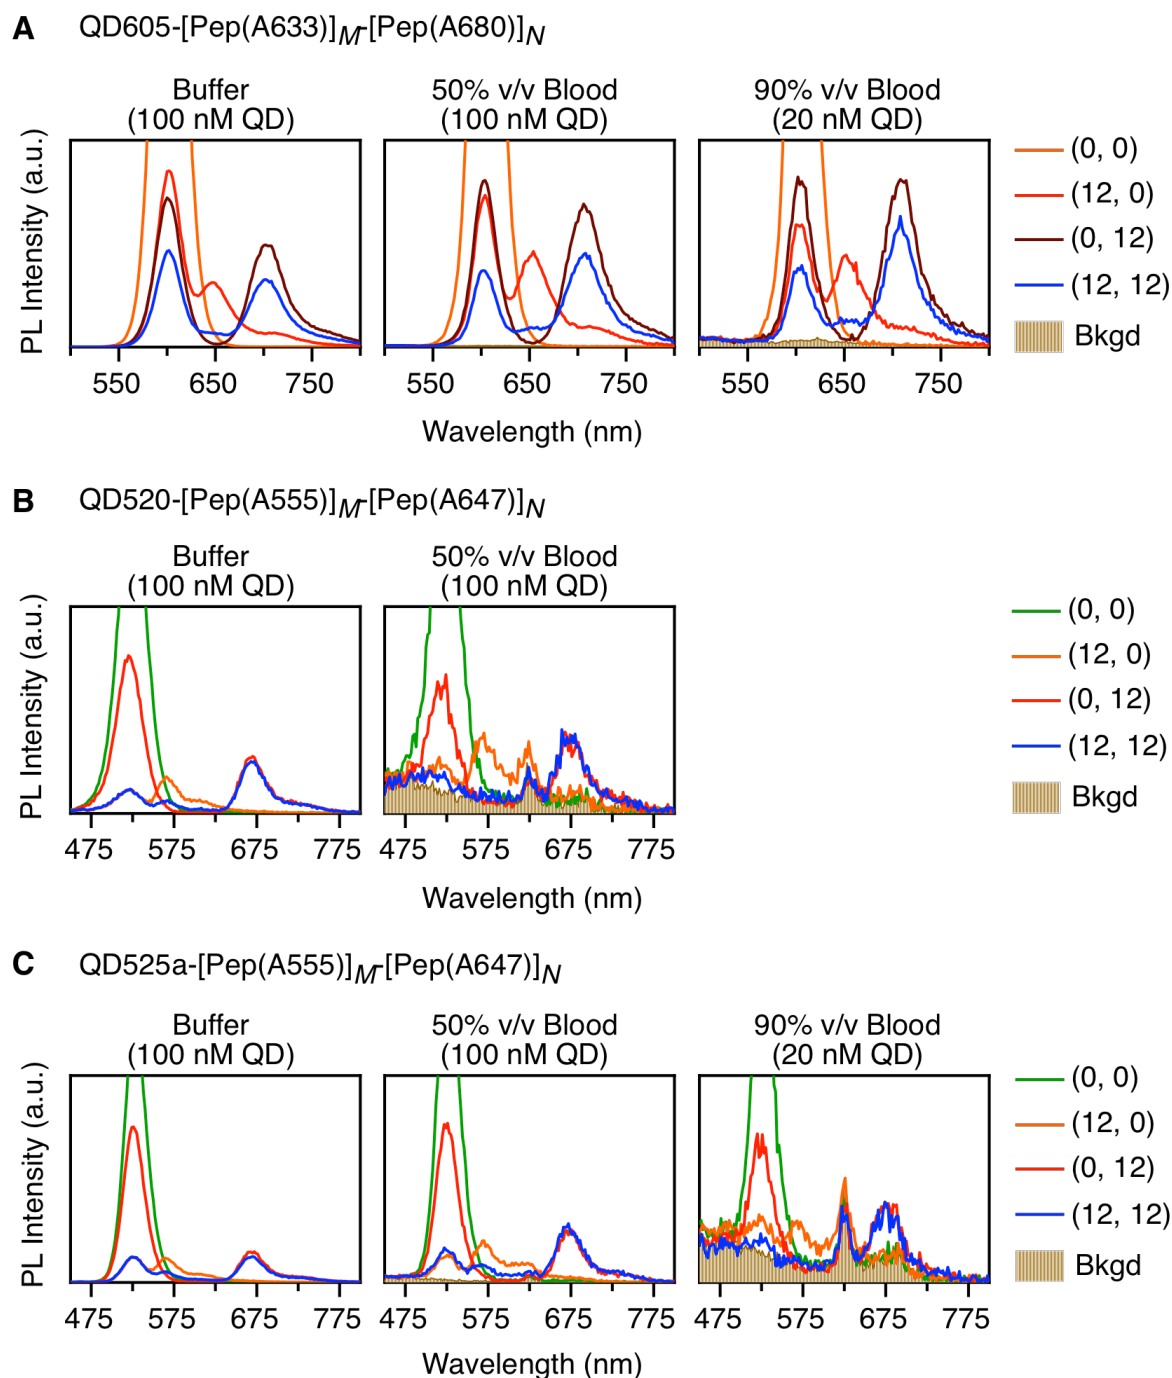 A QD605-[Pep(A633)]M-[Pep(A680)]N
Buffer
(100 nM QD)
50% v/v Blood
(100 nM QD)
90% v/v Blood
(20 nM QD)
PL Intensity (a.u.)
550 650 750
550 650 750
550 650 750
Wavelength (nm)
(0, 0)
(12, 0)
(0, 12)
(12, 12)
Bkgd
B QD520-[Pep(A555)]M-[Pep(A647)]N
Buffer
(100 nM QD)
50% v/v Blood
(100 nM QD)
PL Intensity (a.u.)
475 575 675 775
475 575 675 775
Wavelength (nm)
(0, 0)
(12, 0)
(0, 12)
(12, 12)
Bkgd
C QD525a-[Pep(A555)]M-[Pep(A647)]N
Buffer
(100 nM QD)
50% v/v Blood
(100 nM QD)
90% v/v Blood
(20 nM QD)
PL Intensity (a.u.)
475 575 675 775
475 575 675 775
475 575 675 775
Wavelength (nm)
(0, 0)
(12, 0)
(0, 12)
(12, 12)
Bkgd